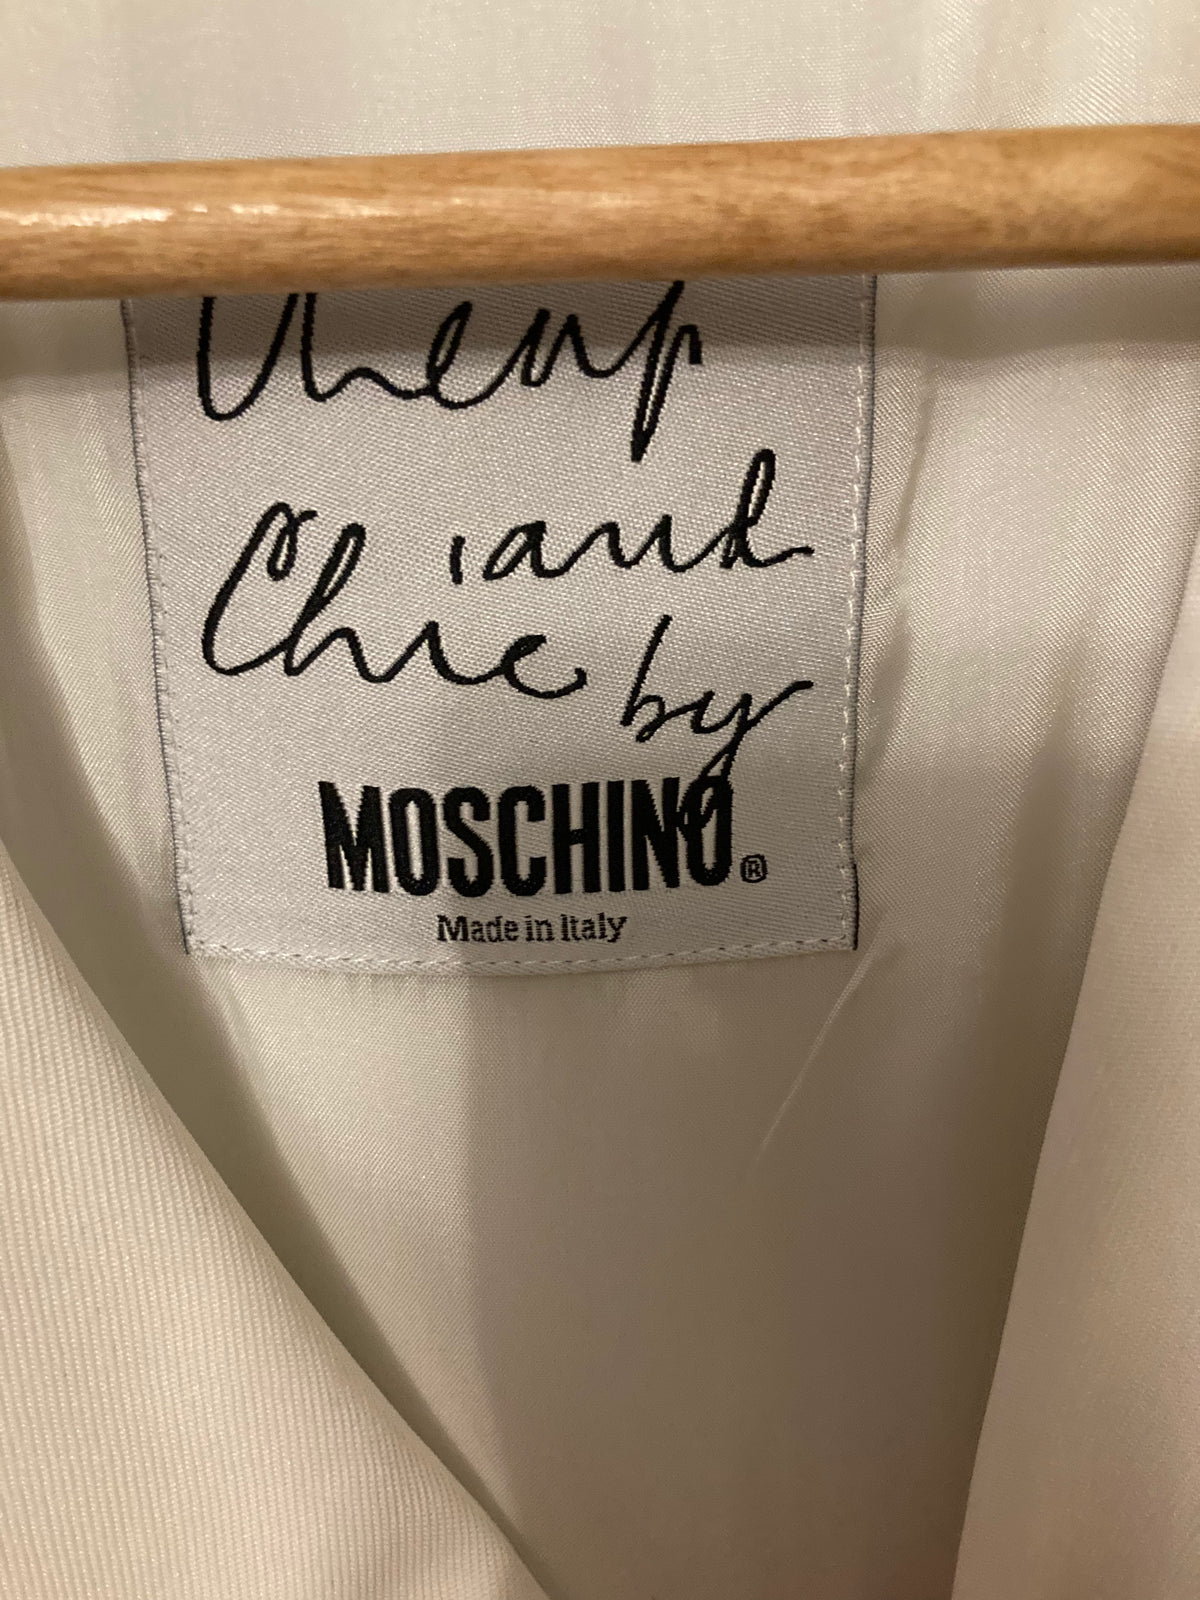 Cheap
and
Chic by
MOSCHINO®
Made in Italy